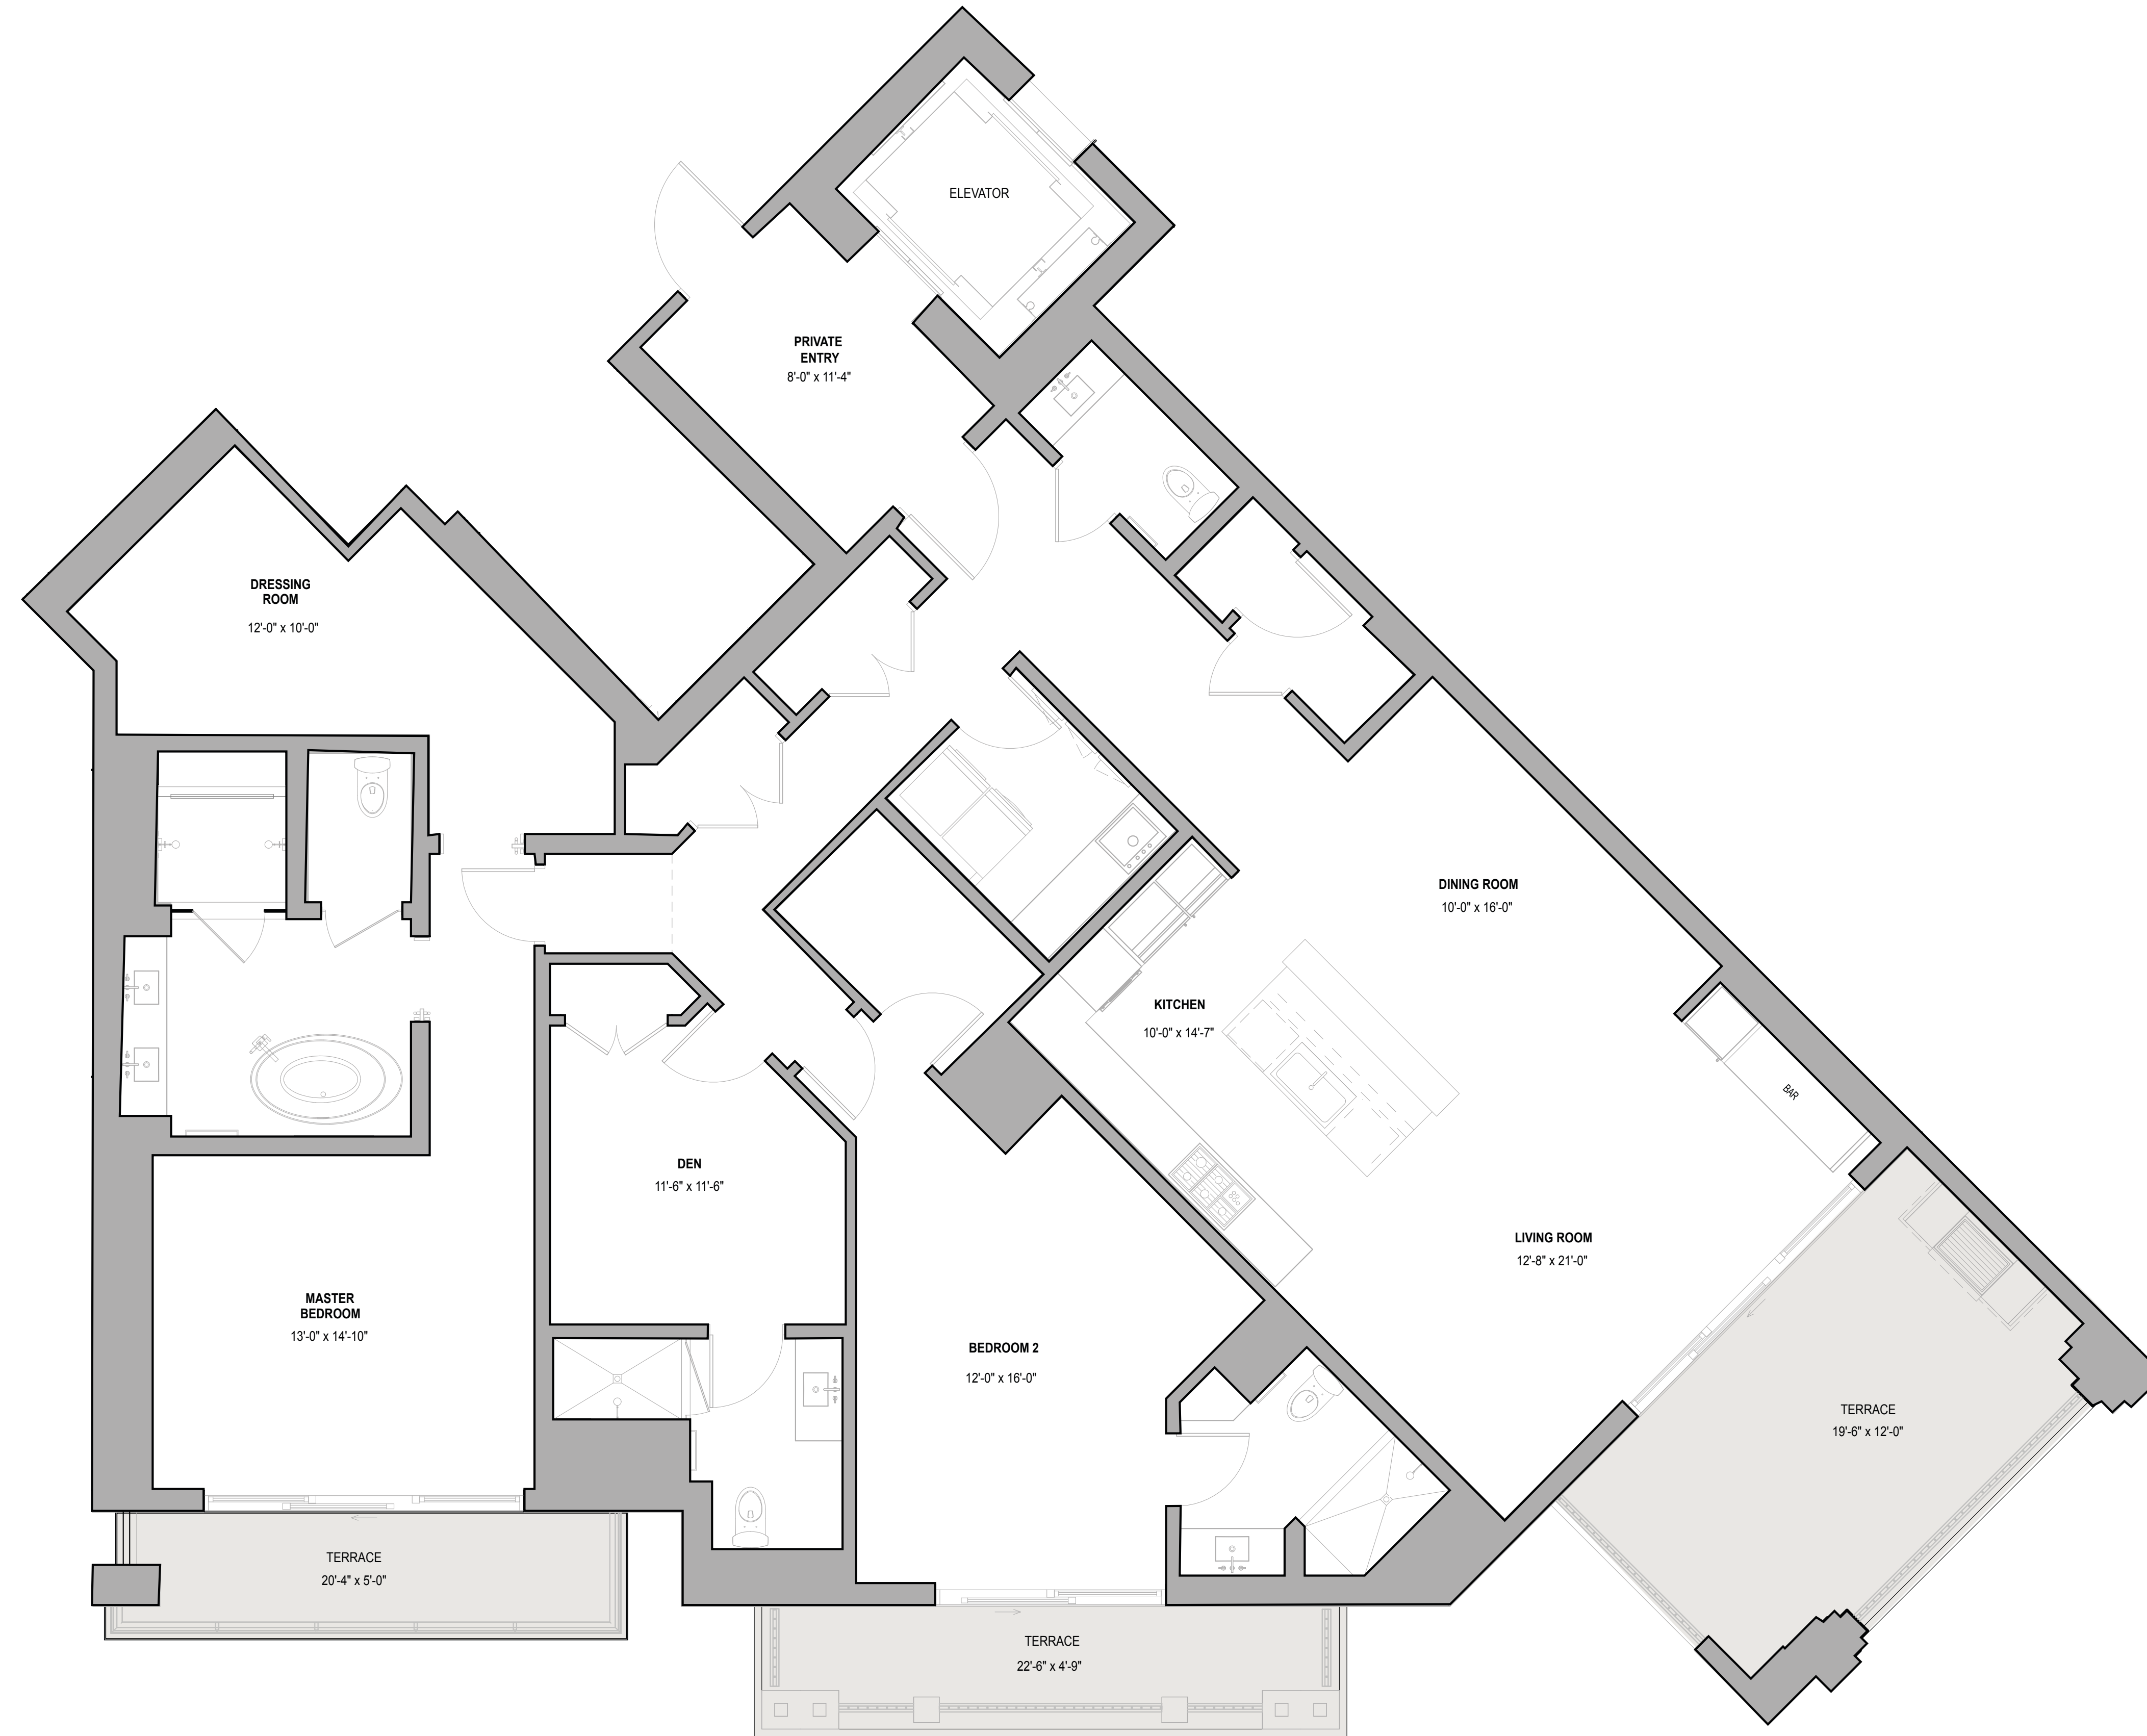 ELEVATOR
PRIVATE
ENTRY
8'-0" x 11'-4"
DRESSING
ROOM
12'-0" x 10'-0"
DINING ROOM
10'-0" x 16'-0"
KITCHEN
10'-0" x 14'-7"
BAR
DEN
11'-6" x 11'-6"
LIVING ROOM
12'-8" x 21'-0"
MASTER
BEDROOM
13'-0" x 14'-10"
BEDROOM 2
12'-0" x 16'-0"
TERRACE
19'-6" x 12'-0"
TERRACE
20'-4" x 5'-0"
TERRACE
22'-6" x 4'-9"